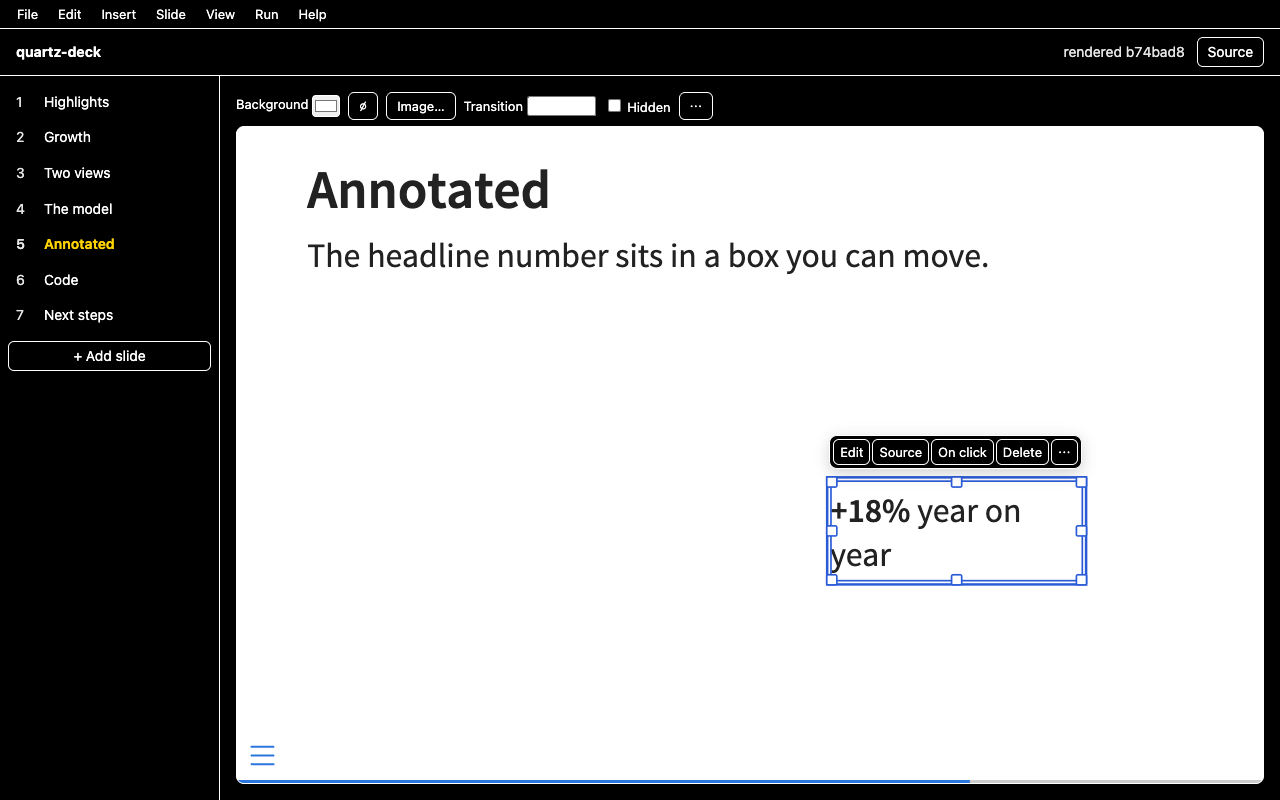 File Edit Insert Slide View Run Help
quartz-deck
rendered b74bad8 Source
1 Highlights
2 Growth
3 Two views
4 The model
5 Annotated
6 Code
7 Next steps
+ Add slide
Background ∅ Image... Transition Hidden ···
Annotated
The headline number sits in a box you can move.
Edit Source On click Delete ···
+18% year on
year